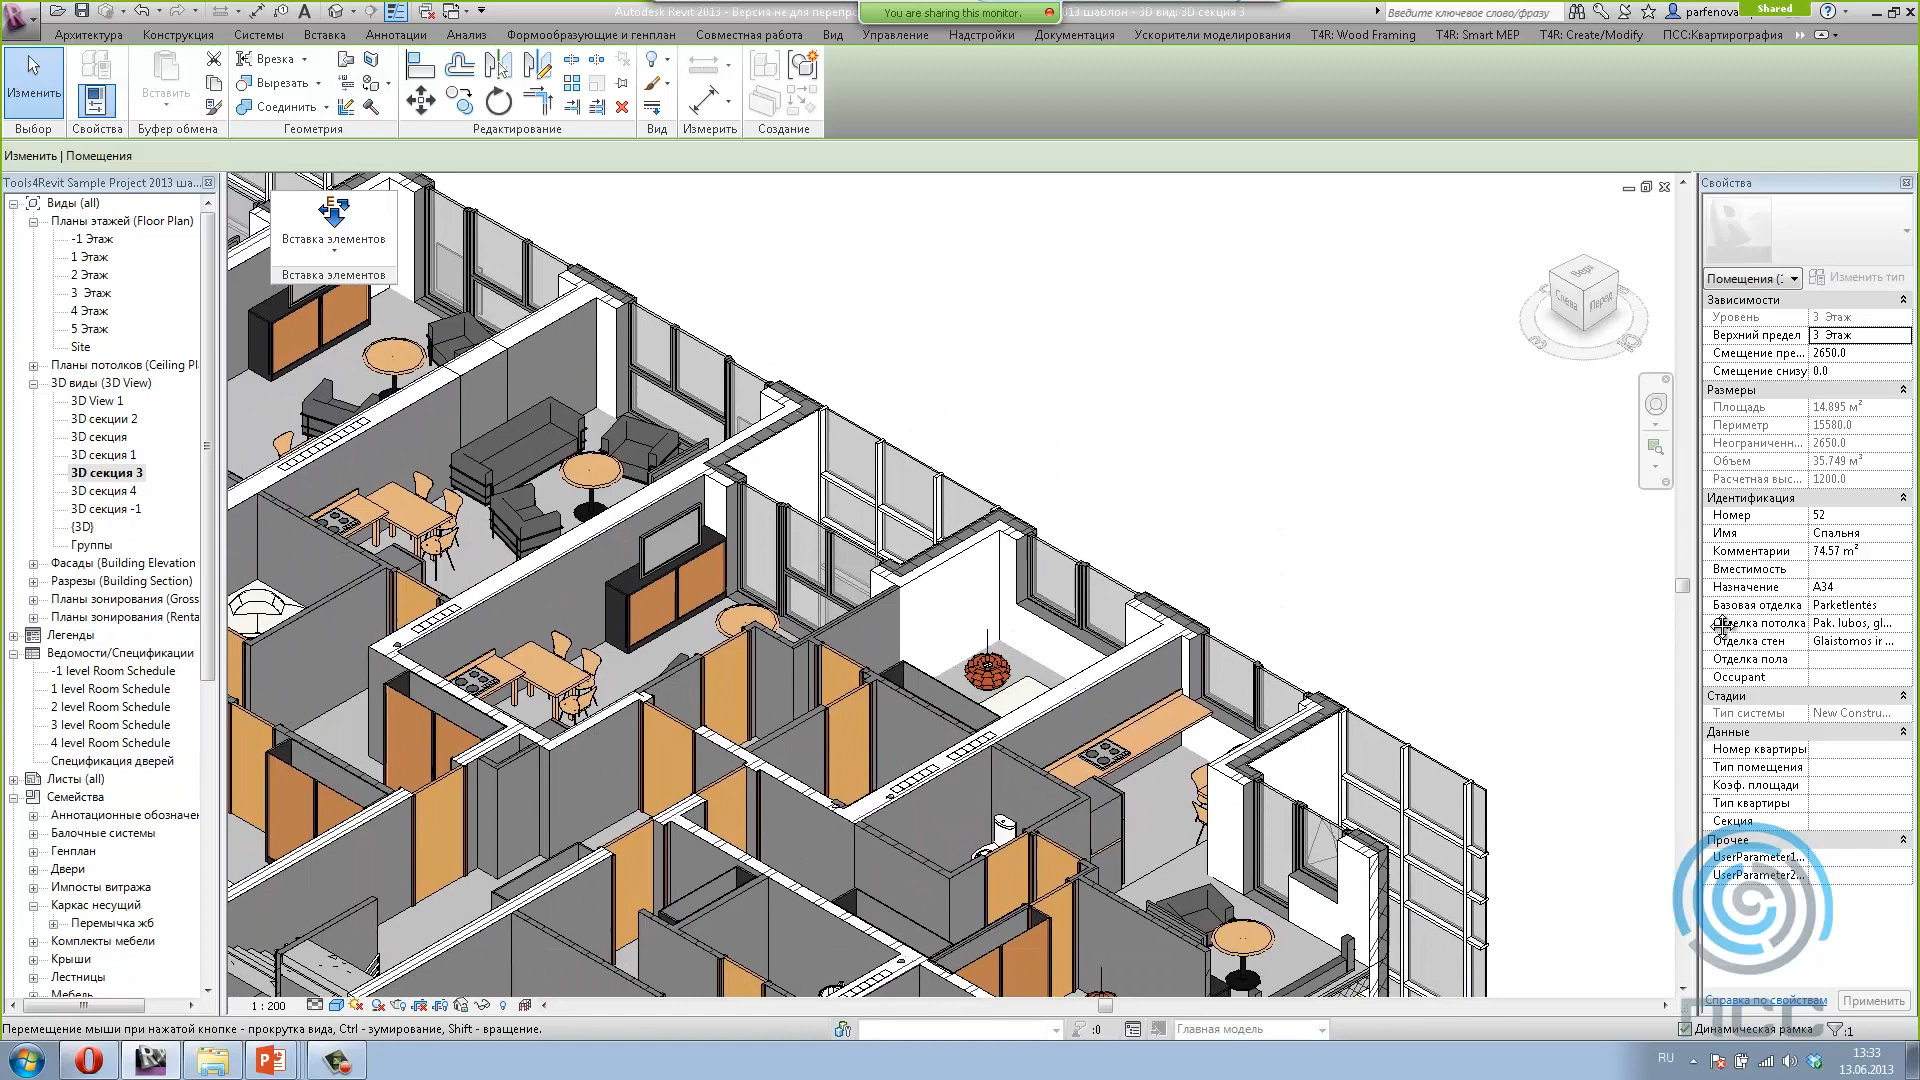 Autodesk Revit 2013 - Версия не для перепро
You are sharing this monitor.
013 шаблон - 3D вид: 3D секция 3
Введите ключевое слово/фразу
parfenova
Shared
Архитектура
Конструкция
Системы
Вставка
Аннотации
Анализ
Формообразующие и генплан
Совместная работа
Вид
Управление
Надстройки
Документация
Ускорители моделирования
T4R: Wood Framing
T4R: Smart MEP
T4R: Create/Modify
ПСС:Квартирография
Изменить
Вставить
Врезка
Вырезать
Соединить
Выбор
Свойства
Буфер обмена
Геометрия
Редактирование
Вид
Измерить
Создание
Изменить | Помещения
Tools4Revit Sample Project 2013 ша...
Виды (all)
Планы этажей (Floor Plan)
-1 Этаж
1 Этаж
2 Этаж
3 Этаж
4 Этаж
5 Этаж
Site
Планы потолков (Ceiling Pl
3D виды (3D View)
3D View 1
3D секции 2
3D секция
3D секция 1
3D секция 3
3D секция 4
3D секция -1
{3D}
Группы
Фасады (Building Elevation
Разрезы (Building Section)
Планы зонирования (Gross
Планы зонирования (Renta
Легенды
Ведомости/Спецификации
-1 level Room Schedule
1 level Room Schedule
2 level Room Schedule
3 level Room Schedule
4 level Room Schedule
Спецификация дверей
Листы (all)
Семейства
Аннотационные обозначен
Балочные системы
Генплан
Двери
Импосты витража
Каркас несущий
Перемычка жб
Комплекты мебели
Крыши
Лестницы
Мебель
E
Вставка элементов
Вставка элементов
Верх
Слева
Перед
Свойства
Помещения (:
Изменить тип
Зависимости
Уровень 3 Этаж
Верхний предел 3 Этаж
Смещение пре... 2650.0
Смещение снизу 0.0
Размеры
Площадь 14.895 м²
Периметр 15580.0
Неограниченн... 2650.0
Объем 35.749 м³
Расчетная выс... 1200.0
Идентификация
Номер 52
Имя Спальня
Комментарии 74.57 m²
Вместимость
Назначение A34
Базовая отделка Parketlentės
делка потолка Pak. lubos, gl...
Отделка стен Glaistomos ir ...
Отделка пола
Occupant
Стадии
Тип системы New Constru...
Данные
Номер квартиры
Тип помещения
Коэф. площади
Тип квартиры
Секция
Прочее
UserParameter1...
UserParameter2...
Справка по свойствам
Применить
ПСС
1 : 200
Перемещение мыши при нажатой кнопке - прокрутка вида, Ctrl - зумирование, Shift - вращение.
:0
Главная модель
Динамическая рамка
:1
RU
13:33
13.06.2013